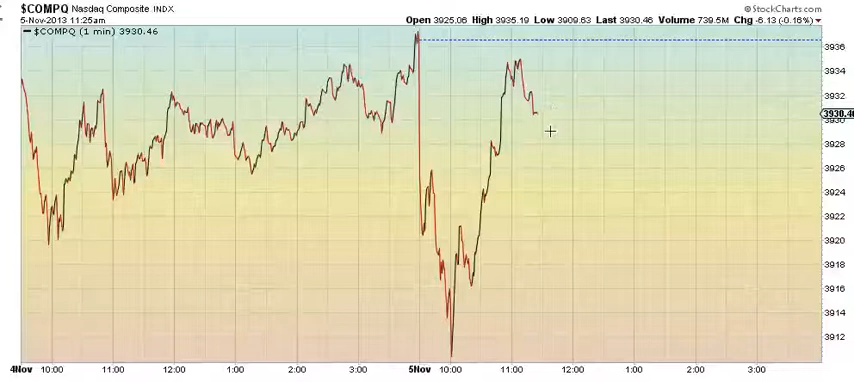 $COMPQ Nasdaq Composite INDX
© StockCharts.com
5-Nov-2013 11:25am
Open 3925.06 High 3935.19 Low 3909.63 Last 3930.46 Volume 739.5M Chg -6.13 (-0.16%)
$COMPQ (1 min) 3930.46
3936
3934
3932
3930.46
3930
3928
3926
3924
3922
3920
3918
3916
3914
3912
4Nov 10:00 11:00 12:00 1:00 2:00 3:00 5Nov 10:00 11:00 12:00 1:00 2:00 3:00